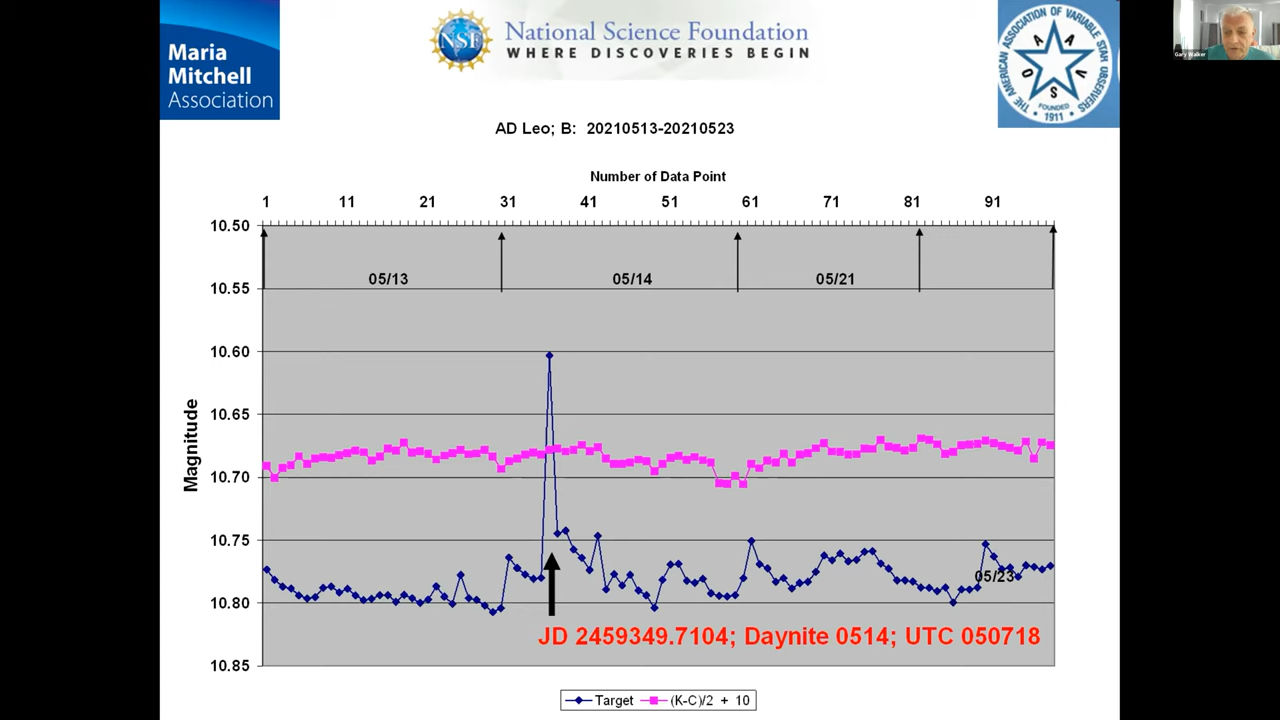 Maria
Mitchell
Association
NSF
National Science Foundation
WHERE DISCOVERIES BEGIN
THE AMERICAN ASSOCIATION OF VARIABLE STAR OBSERVERS
A A V S O
FOUNDED
1911
Gary Walker
AD Leo; B: 20210513-20210523
Number of Data Point
1 11 21 31 41 51 61 71 81 91
10.50
05/13 05/14 05/21
10.55
10.60
10.65
10.70
10.75
10.80
10.85
Magnitude
05/23
JD 2459349.7104; Daynite 0514; UTC 050718
Target (K-C)/2 + 10